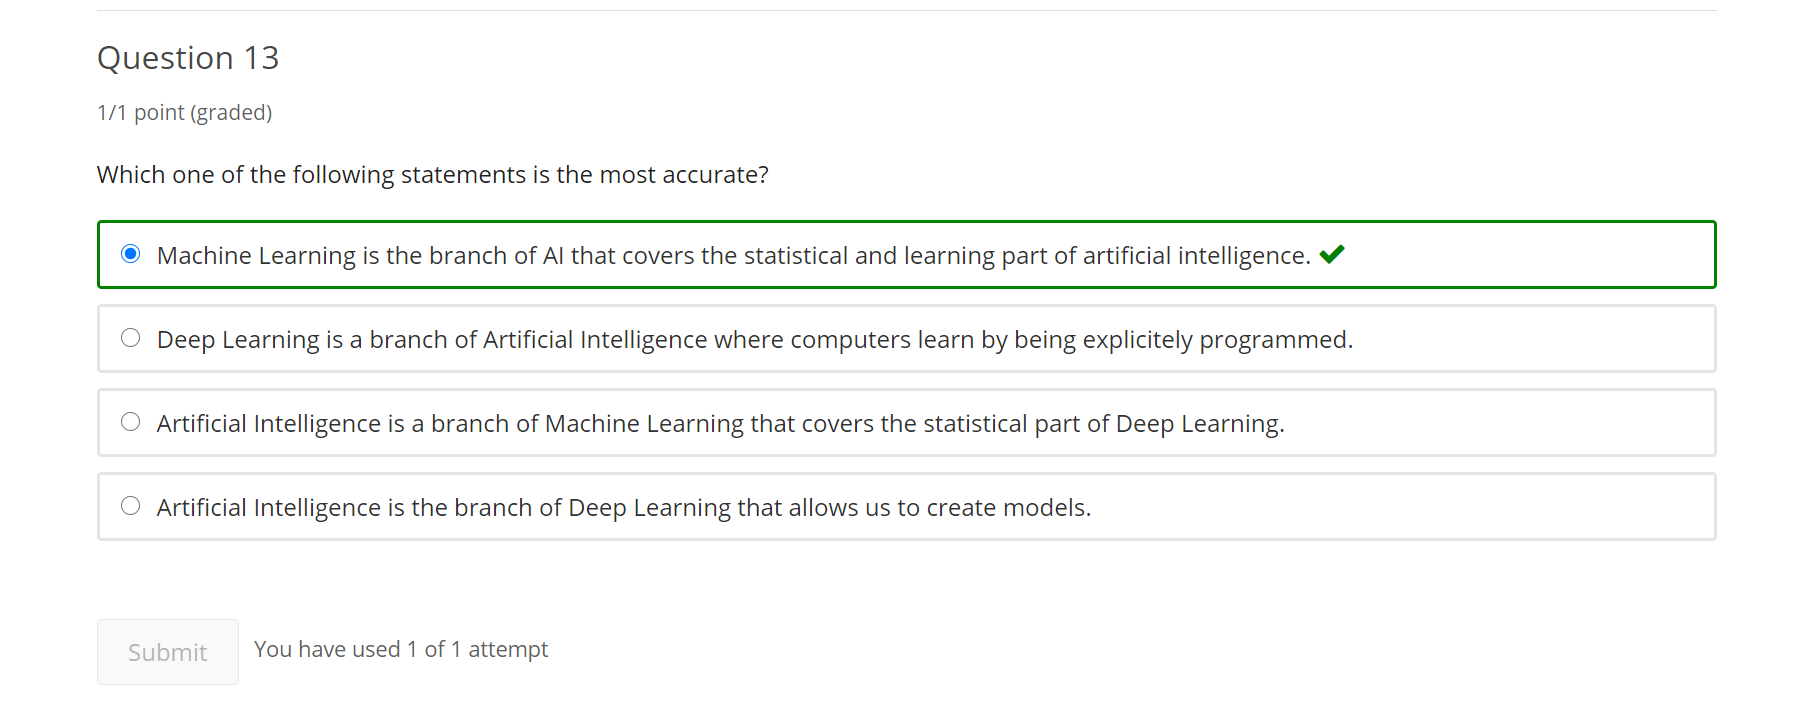 Question 13
1/1 point (graded)
Which one of the following statements is the most accurate?
Machine Learning is the branch of AI that covers the statistical and learning part of artificial intelligence.
Deep Learning is a branch of Artificial Intelligence where computers learn by being explicitely programmed.
Artificial Intelligence is a branch of Machine Learning that covers the statistical part of Deep Learning.
Artificial Intelligence is the branch of Deep Learning that allows us to create models.
Submit You have used 1 of 1 attempt